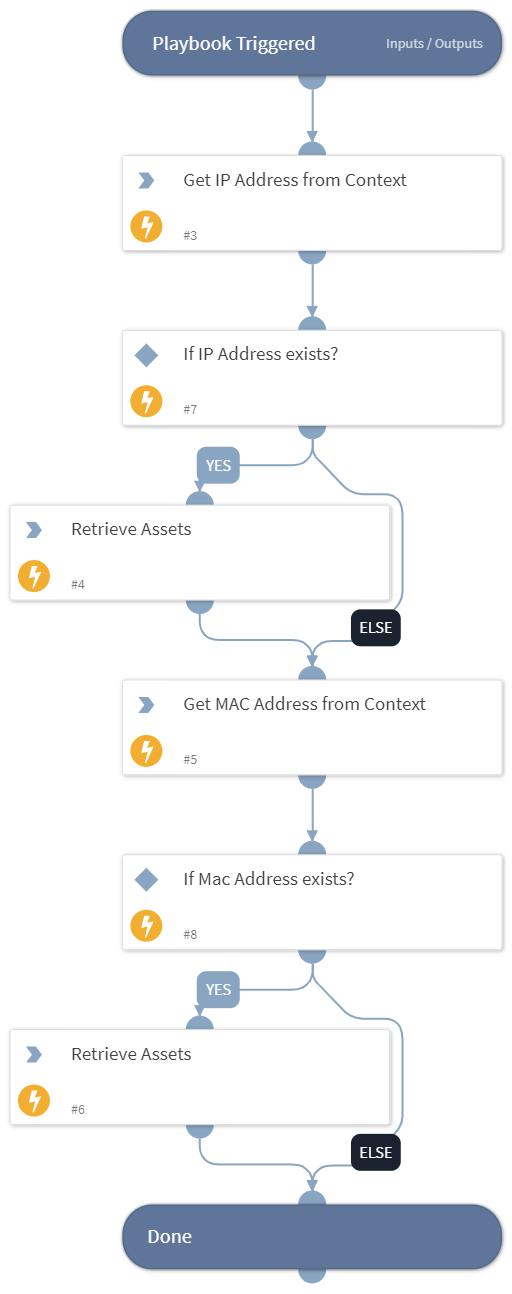 Playbook Triggered
Inputs / Outputs
Get IP Address from Context
#3
If IP Address exists?
#7
YES
Retrieve Assets
#4
ELSE
Get MAC Address from Context
#5
If Mac Address exists?
#8
YES
Retrieve Assets
#6
ELSE
Done